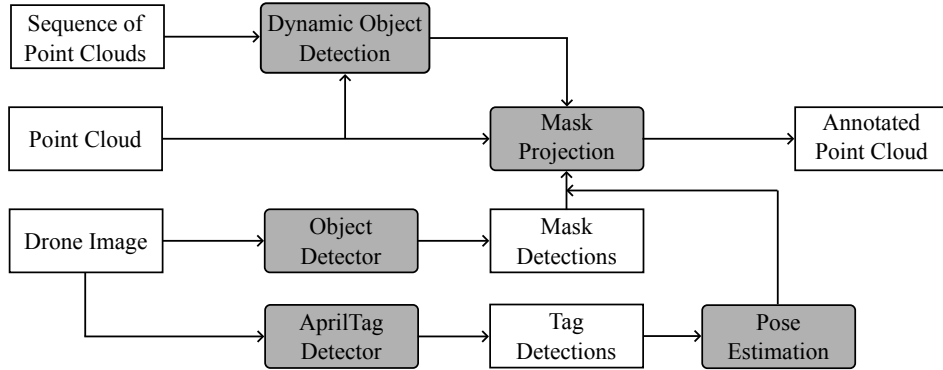 Sequence of
Point Clouds
Dynamic Object
Detection
Point Cloud
Mask
Projection
Annotated
Point Cloud
Drone Image
Object
Detector
Mask
Detections
AprilTag
Detector
Tag
Detections
Pose
Estimation